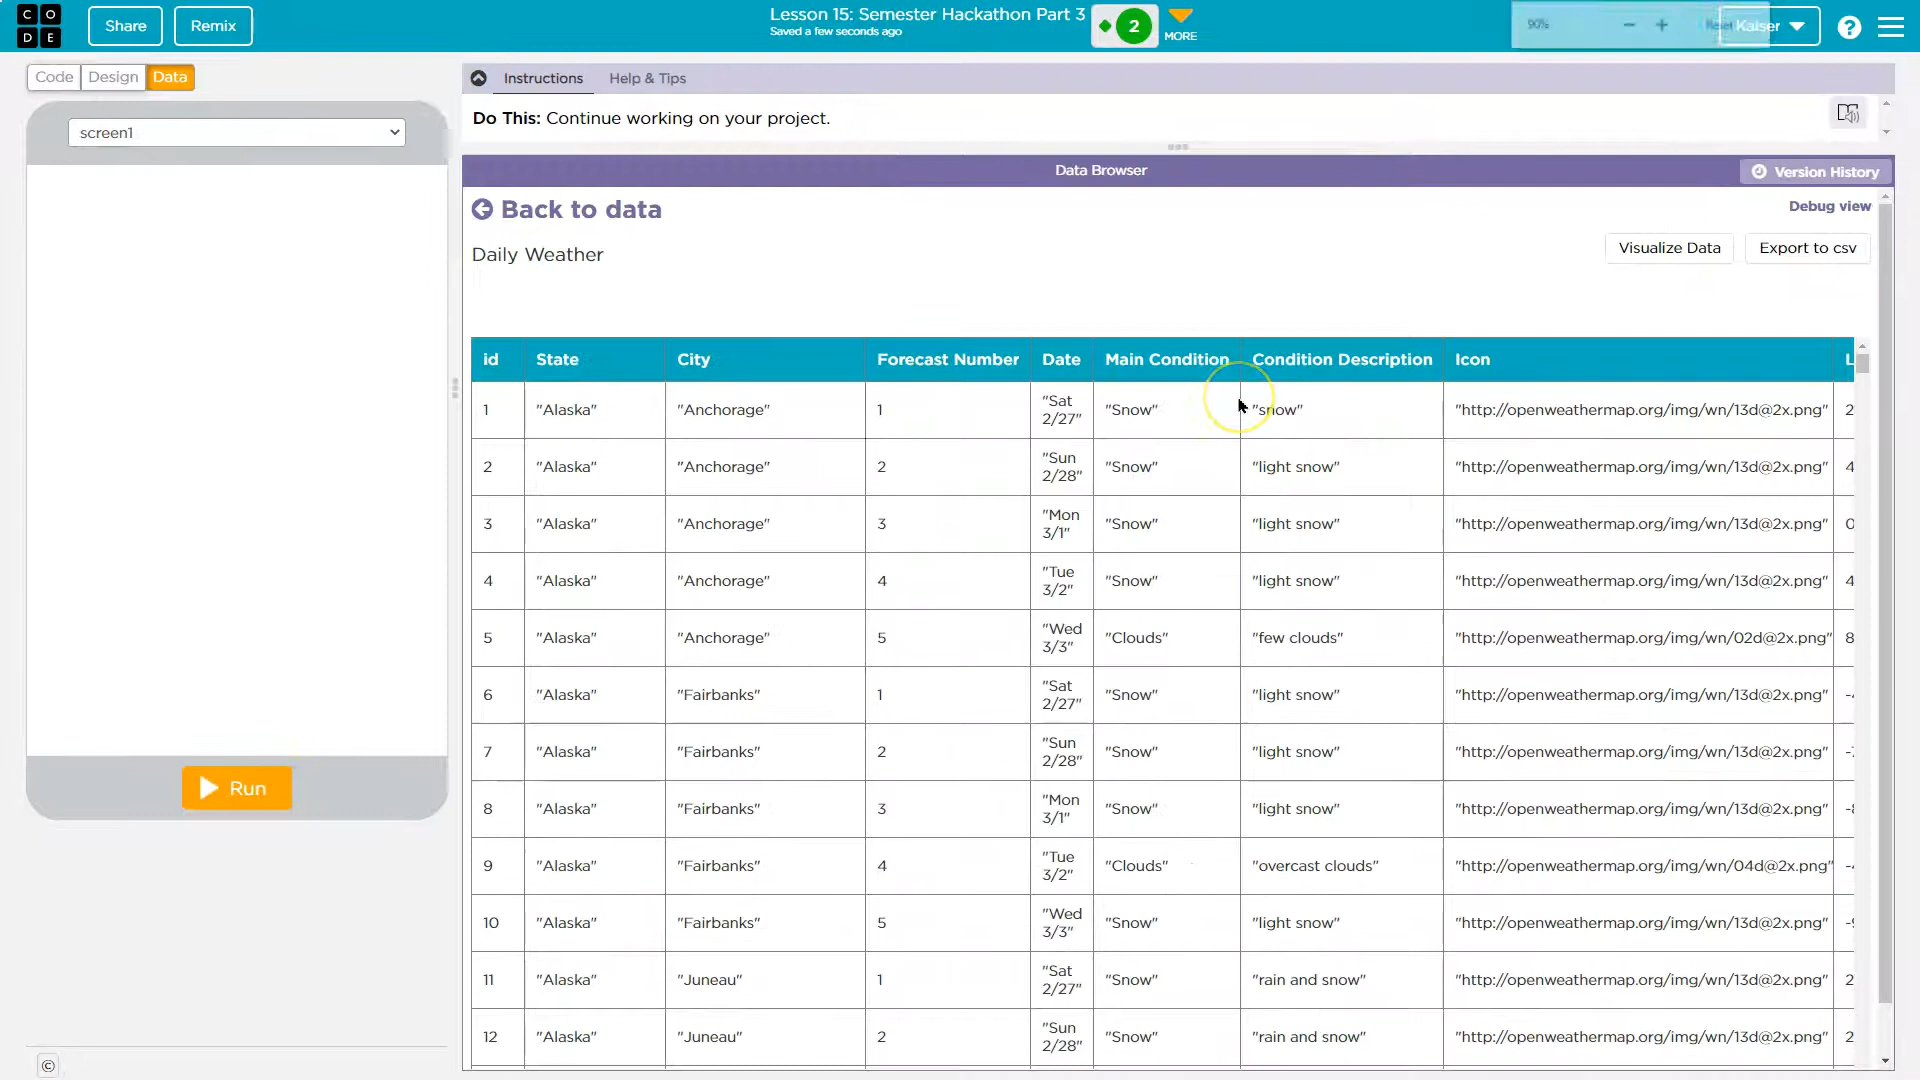 CODE
Share
Remix
Lesson 15: Semester Hackathon Part 3
Saved a few seconds ago
2
MORE
90%
Kaiser
?
Code
Design
Data
screen1
Instructions
Help & Tips
Do This: Continue working on your project.
Data Browser
Version History
Back to data
Debug view
Daily Weather
Visualize Data
Export to csv
id State City Forecast Number Date Main Condition Condition Description Icon L
1 "Alaska" "Anchorage" 1 "Sat 2/27" "Snow" "snow" "http://openweathermap.org/img/wn/13d@2x.png" 2
2 "Alaska" "Anchorage" 2 "Sun 2/28" "Snow" "light snow" "http://openweathermap.org/img/wn/13d@2x.png" 4
3 "Alaska" "Anchorage" 3 "Mon 3/1" "Snow" "light snow" "http://openweathermap.org/img/wn/13d@2x.png" 0
4 "Alaska" "Anchorage" 4 "Tue 3/2" "Snow" "light snow" "http://openweathermap.org/img/wn/13d@2x.png" 4
5 "Alaska" "Anchorage" 5 "Wed 3/3" "Clouds" "few clouds" "http://openweathermap.org/img/wn/02d@2x.png" 8
6 "Alaska" "Fairbanks" 1 "Sat 2/27" "Snow" "light snow" "http://openweathermap.org/img/wn/13d@2x.png"
7 "Alaska" "Fairbanks" 2 "Sun 2/28" "Snow" "light snow" "http://openweathermap.org/img/wn/13d@2x.png"
8 "Alaska" "Fairbanks" 3 "Mon 3/1" "Snow" "light snow" "http://openweathermap.org/img/wn/13d@2x.png"
9 "Alaska" "Fairbanks" 4 "Tue 3/2" "Clouds" "overcast clouds" "http://openweathermap.org/img/wn/04d@2x.png"
10 "Alaska" "Fairbanks" 5 "Wed 3/3" "Snow" "light snow" "http://openweathermap.org/img/wn/13d@2x.png"
11 "Alaska" "Juneau" 1 "Sat 2/27" "Snow" "rain and snow" "http://openweathermap.org/img/wn/13d@2x.png" 2
12 "Alaska" "Juneau" 2 "Sun 2/28" "Snow" "rain and snow" "http://openweathermap.org/img/wn/13d@2x.png" 2
Run
©